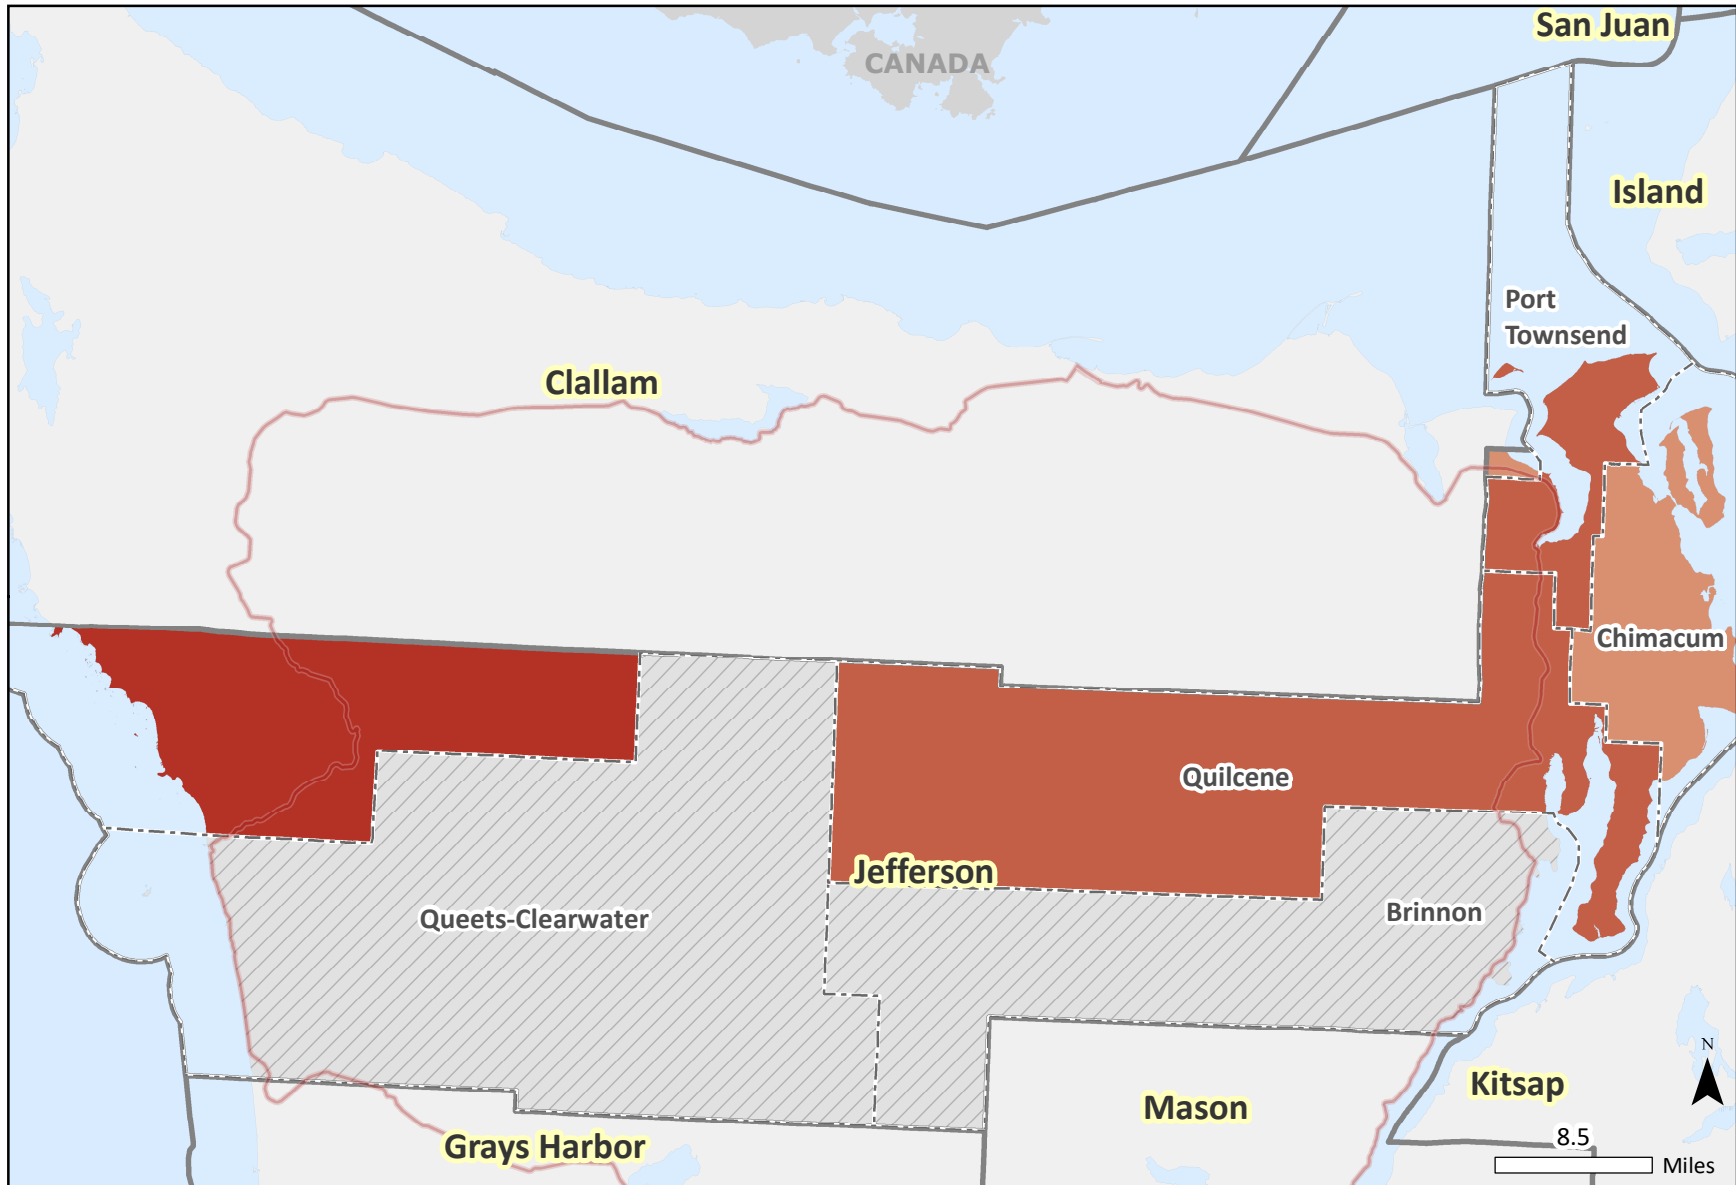 San Juan
CANADA
Island
Port
Townsend
Clallam
Chimacum
Quilcene
Jefferson
Queets-Clearwater
Brinnon
N
Kitsap
Mason
Grays Harbor
8.5
Miles